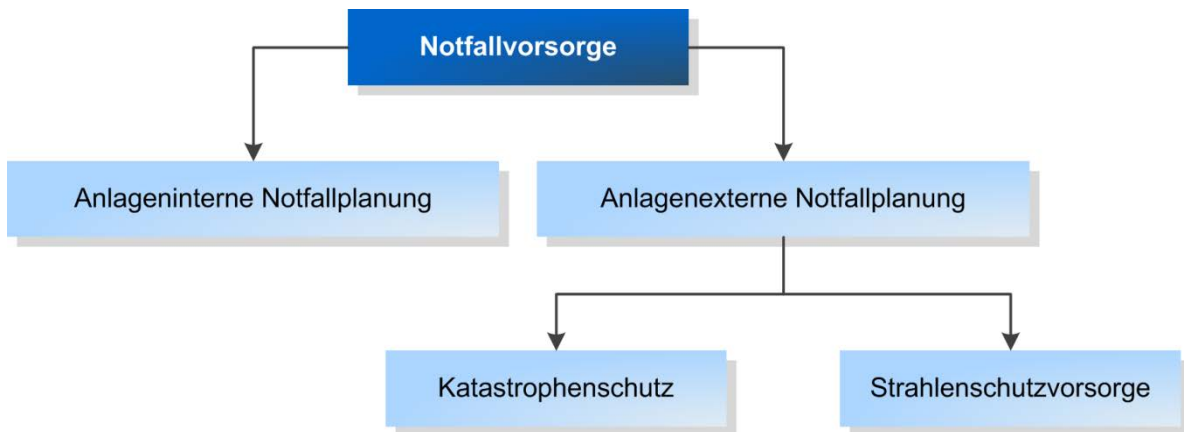 Notfallvorsorge
Anlageninterne Notfallplanung
Anlagenexterne Notfallplanung
Katastrophenschutz
Strahlenschutzvorsorge